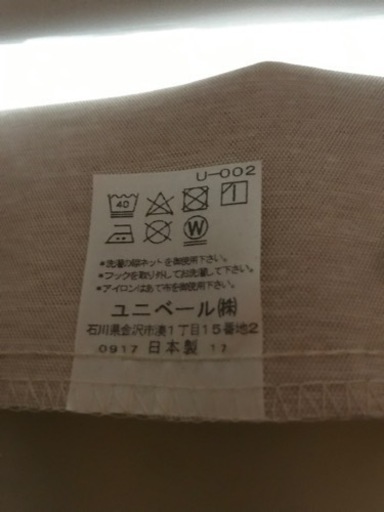 U-002
40
W
*洗濯の際ネットを御使用下さい。
*フックを取り外してお洗濯して下さい。
*アイロンはあて布を御使用下さい。
ユニベール㈱
石川県金沢市湊1丁目15番地2
0917 日本製 17